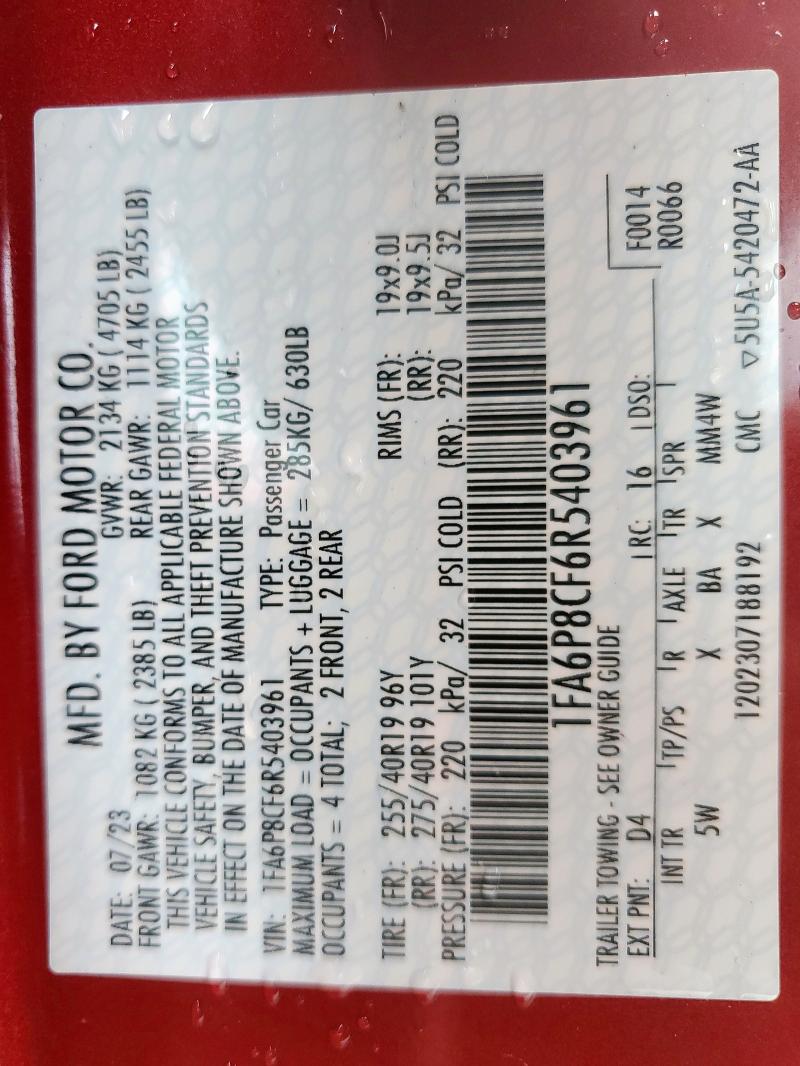 MFD. BY FORD MOTOR CO.
DATE: 07/23 GVWR: 2134 KG ( 4705 LB)
FRONT GAWR: 1082 KG ( 2385 LB) REAR GAWR: 1114 KG ( 2455 LB)
THIS VEHICLE CONFORMS TO ALL APPLICABLE FEDERAL MOTOR
VEHICLE SAFETY, BUMPER, AND THEFT PREVENTION STANDARDS
IN EFFECT ON THE DATE OF MANUFACTURE SHOWN ABOVE.
VIN: 1FA6P8CF6R5403961 TYPE: Passenger Car
MAXIMUM LOAD = OCCUPANTS + LUGGAGE = 285KG/ 630LB
OCCUPANTS = 4 TOTAL; 2 FRONT, 2 REAR
TIRE (FR): 255/40R19 96Y RIMS (FR): 19x9.0J
(RR): 275/40R19 101Y (RR): 19x9.5J
PRESSURE (FR): 220 kPa/ 32 PSI COLD (RR): 220 kPa/ 32 PSI COLD
1FA6P8CF6R5403961
TRAILER TOWING - SEE OWNER GUIDE
F0014
EXT PNT: D4 RC: 16 DSO: R0066
INT TR TP/PS R AXLE TR SPR
5W X BA X MM4W
1202307188192 CMC ▽5U5A-5420472-AA